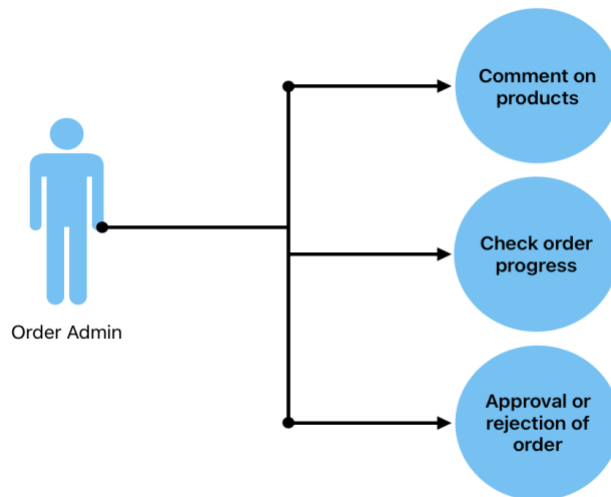 Comment on
products
Check order
progress
Order Admin
Approval or
rejection of
order